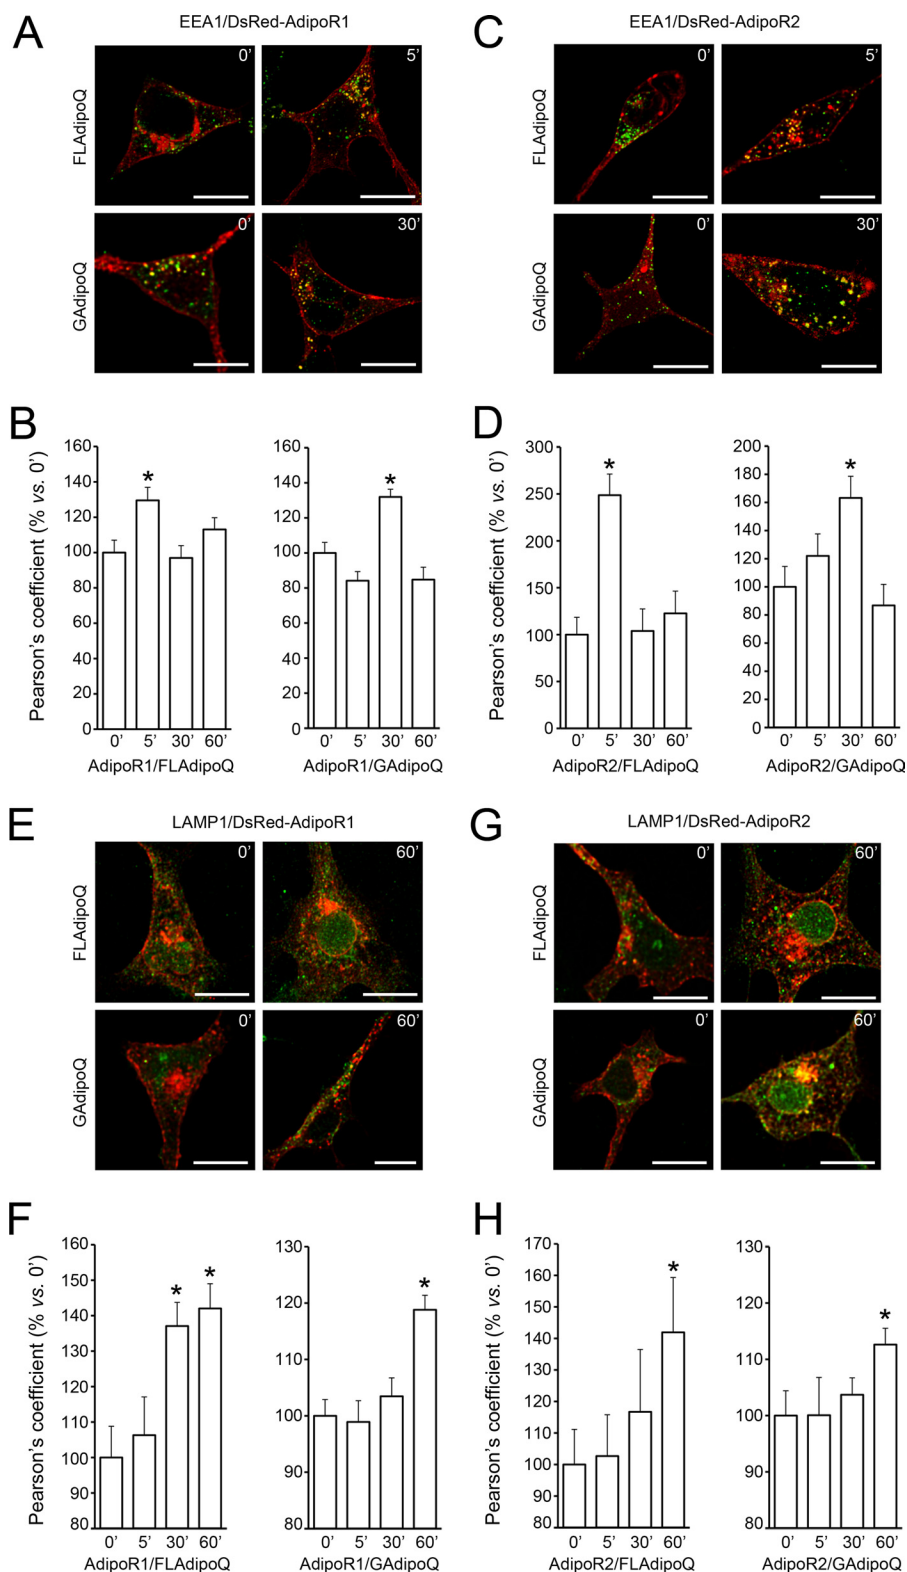 A
EEA1/DsRed-AdipoR1
FLAdipoQ
0'
5'
GAdipoQ
0'
30'
C
EEA1/DsRed-AdipoR2
FLAdipoQ
0'
5'
GAdipoQ
0'
30'
B
Pearson's coefficient (% vs. 0')
160
140
120
100
80
60
40
20
0
*
0' 5' 30' 60'
AdipoR1/FLAdipoQ
160
140
120
100
80
60
40
20
0
*
0' 5' 30' 60'
AdipoR1/GAdipoQ
D
Pearson's coefficient (% vs. 0')
300
250
200
150
100
50
0
*
0' 5' 30' 60'
AdipoR2/FLAdipoQ
200
180
160
140
120
100
80
60
40
20
0
*
0' 5' 30' 60'
AdipoR2/GAdipoQ
E
LAMP1/DsRed-AdipoR1
FLAdipoQ
0'
60'
GAdipoQ
0'
60'
G
LAMP1/DsRed-AdipoR2
FLAdipoQ
0'
60'
GAdipoQ
0'
60'
F
Pearson's coefficient (% vs. 0')
160
150
140
130
120
110
100
90
80
* *
0' 5' 30' 60'
AdipoR1/FLAdipoQ
130
120
110
100
90
80
*
0' 5' 30' 60'
AdipoR1/GAdipoQ
H
Pearson's coefficient (% vs. 0')
170
160
150
140
130
120
110
100
90
80
*
0' 5' 30' 60'
AdipoR2/FLAdipoQ
130
120
110
100
90
80
*
0' 5' 30' 60'
AdipoR2/GAdipoQ